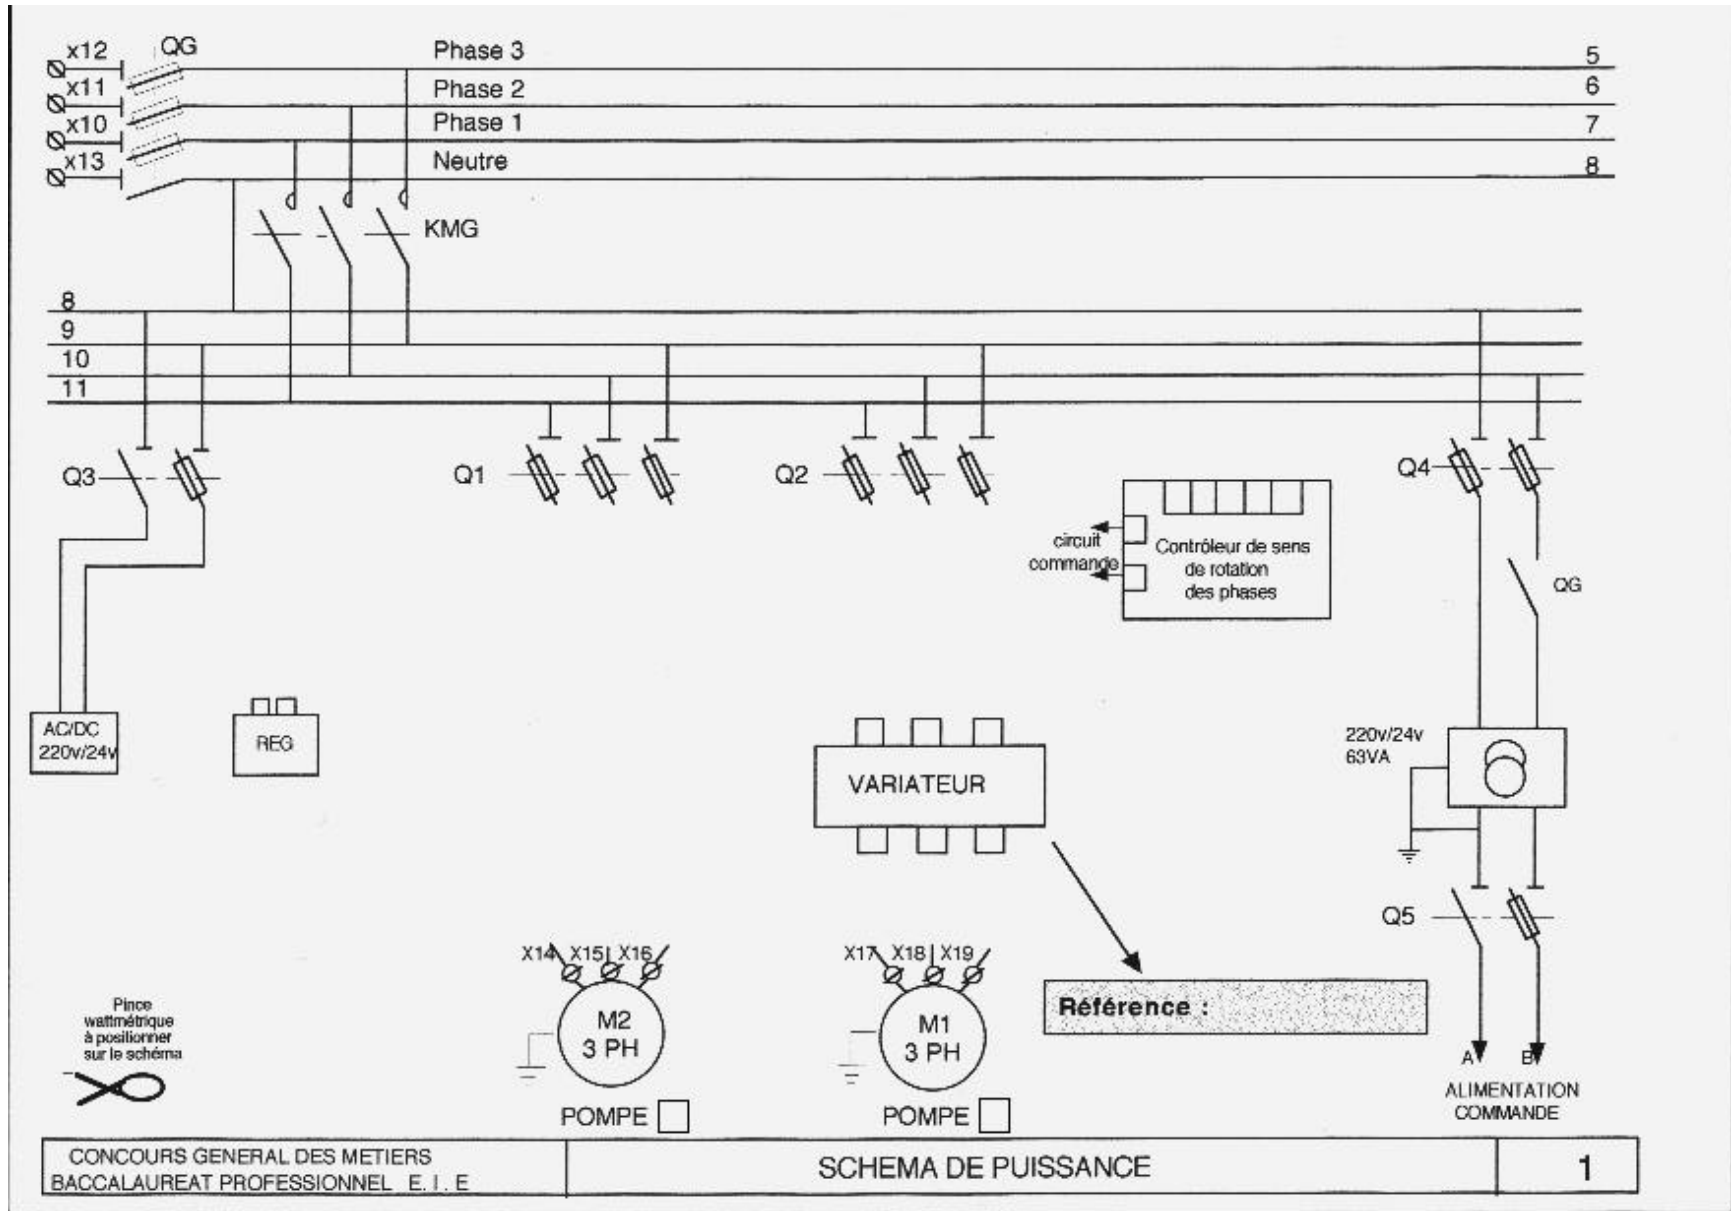 x12
QG
Phase 3
5
x11
Phase 2
6
x10
Phase 1
7
x13
Neutre
8
KMG
8
9
10
11
Q3
Q1
Q2
Q4
circuit
commande
Contrôleur de sens
de rotation
des phases
QG
AC/DC
220v/24v
REG
VARIATEUR
220v/24v
63VA
Q5
X14 X15 X16
X17 X18 X19
Pince
wattmétrique
à positionner
sur le schéma
M2
3 PH
M1
3 PH
Référence :
A B
ALIMENTATION
COMMANDE
POMPE
POMPE
CONCOURS GENERAL DES METIERS
BACCALAUREAT PROFESSIONNEL E. I . E
SCHEMA DE PUISSANCE
1